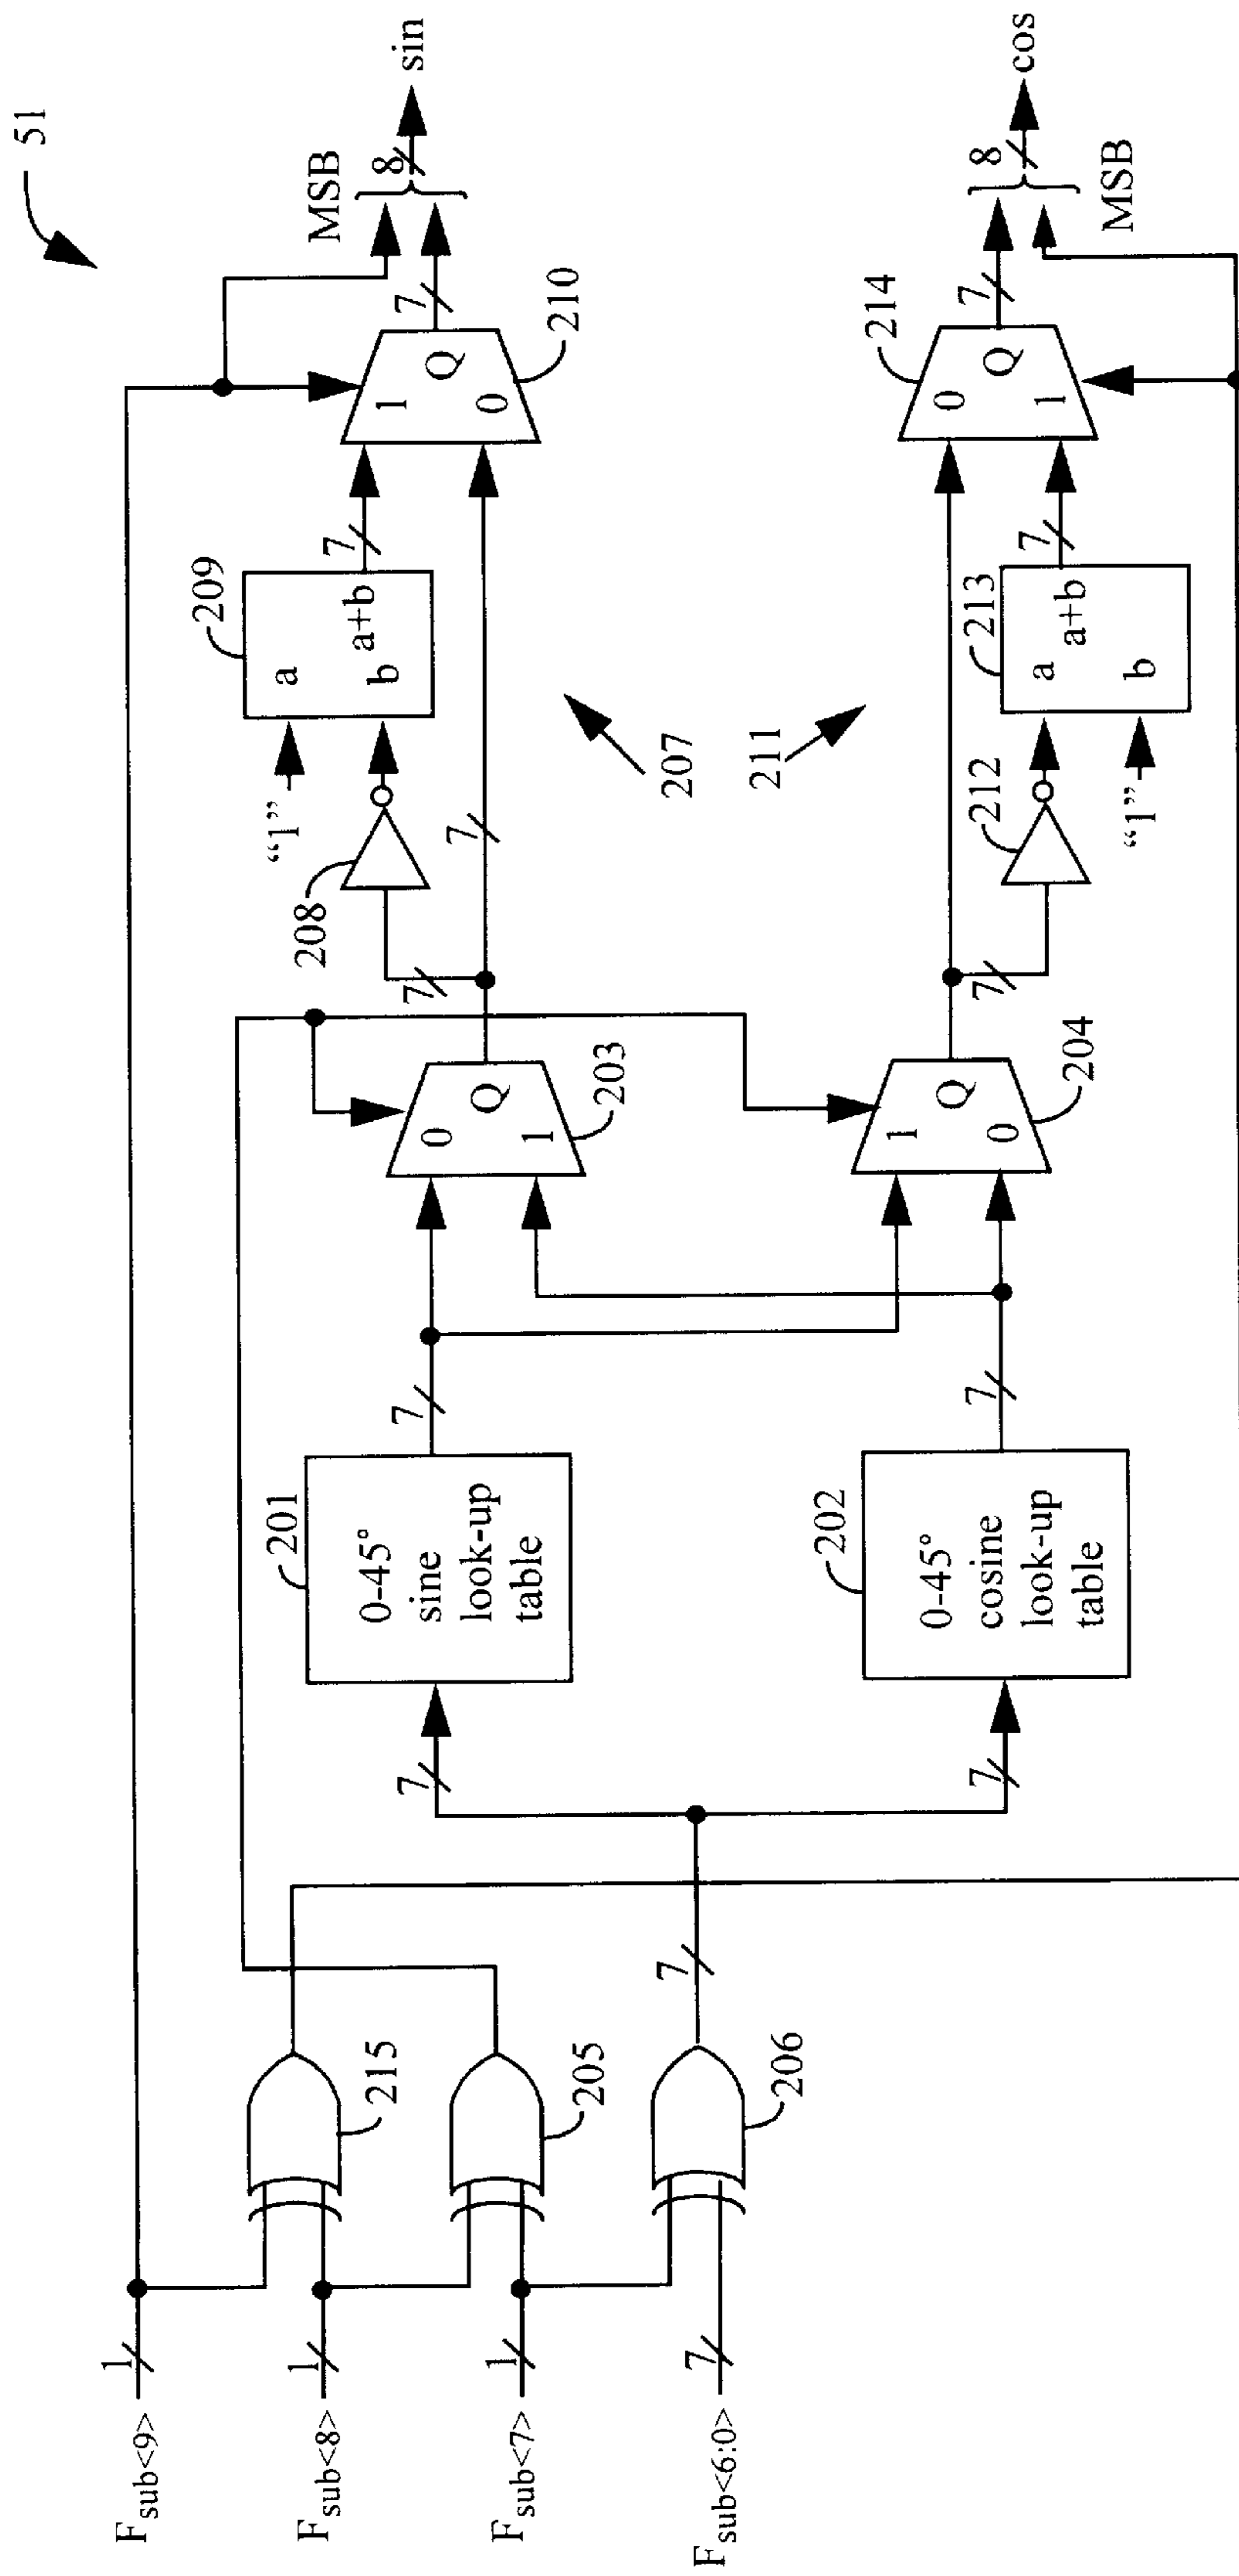 51
F_sub<9>
1
F_sub<8>
1
F_sub<7>
1
F_sub<6:0>
7
215
205
206
7
7
7
201
0-45°
sine
look-up
table
202
0-45°
cosine
look-up
table
7
7
0
Q
1
203
1
Q
0
204
7
208
7
"1"
209
a
a+b
b
7
207
1
Q
0
210
7
MSB
8
sin
7
212
"1"
213
a
a+b
b
7
211
0
Q
1
214
7
MSB
8
cos